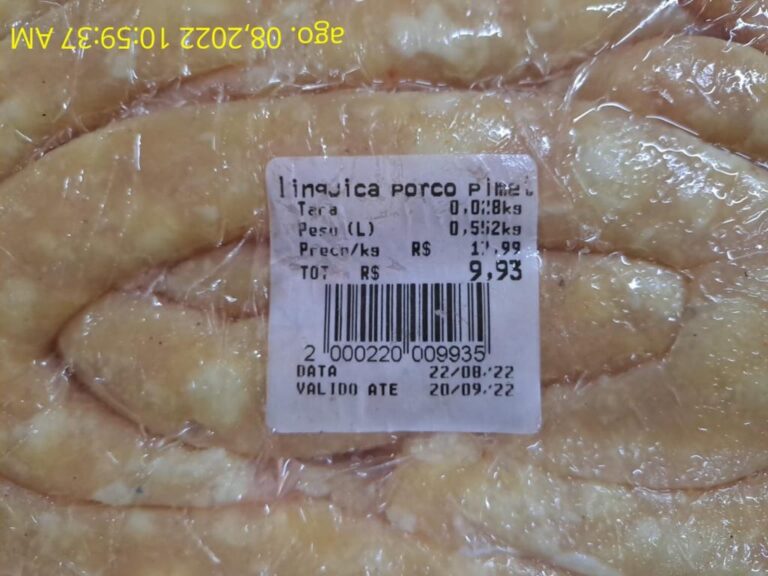 ago. 08,2022 10:59:37 AM
linguica porco pimet
Tara 0,028kg
Peso (L) 0,552kg
Preco/kg R$ 17,99
TOT R$ 9,93
2 000220 009935
DATA 22/08/22
VALIDO ATE 20/09/22